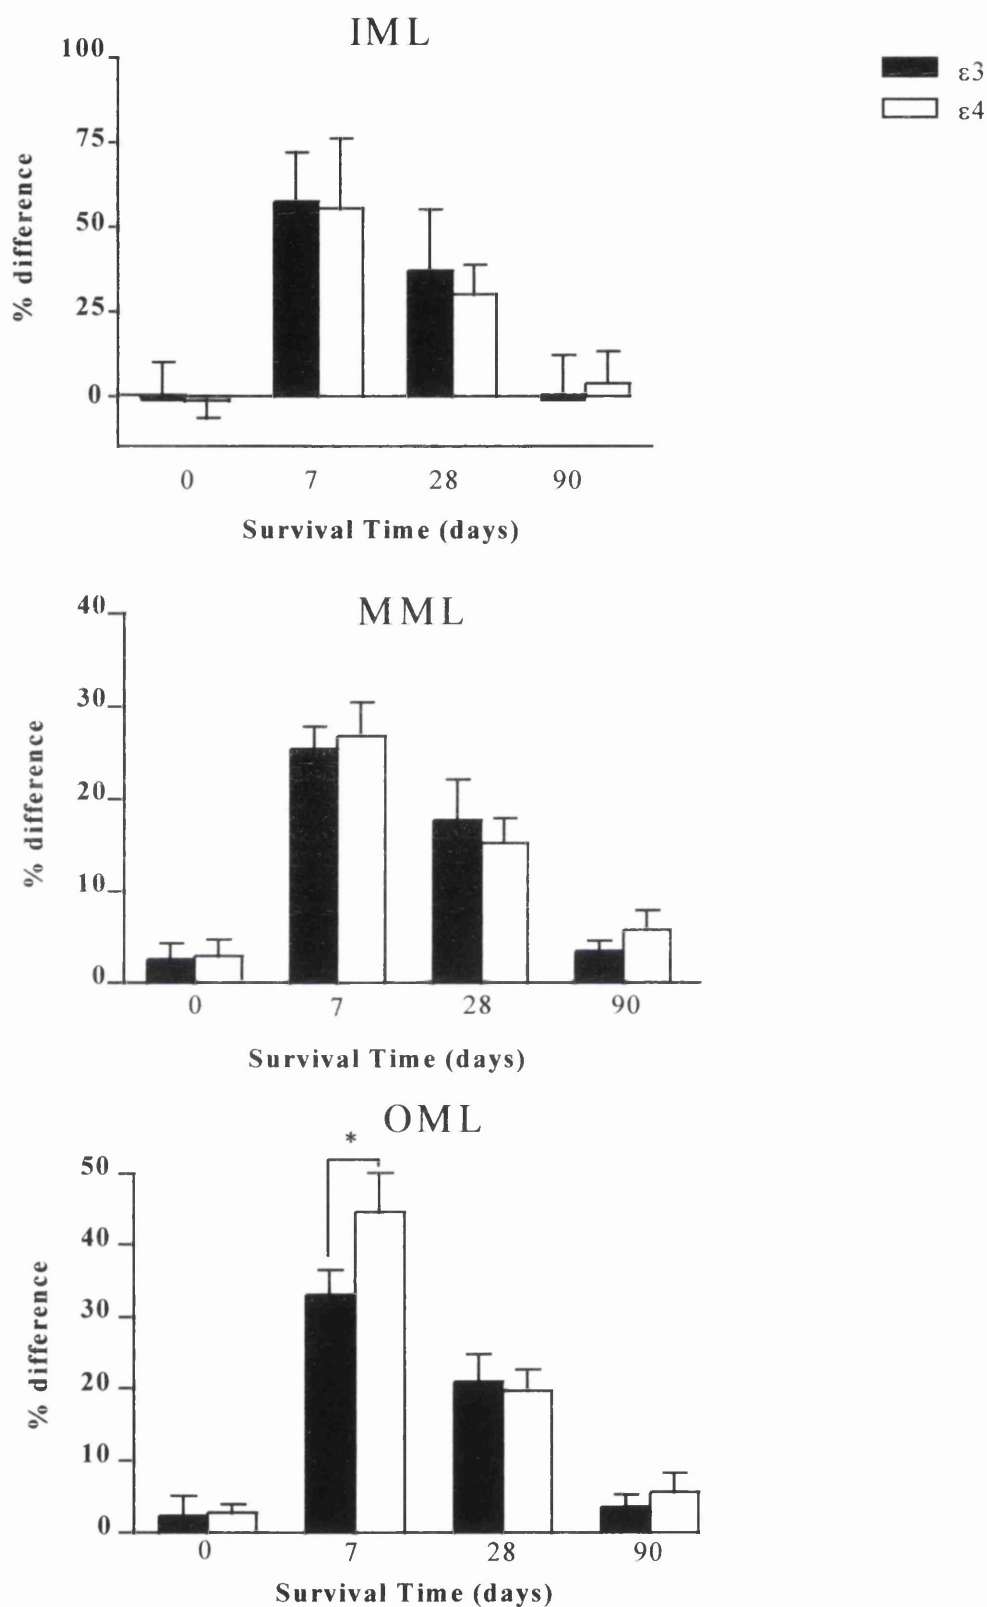 IML
ε3
ε4
100
75
50
25
0
% difference
0 7 28 90
Survival Time (days)
MML
40
30
20
10
0
% difference
0 7 28 90
Survival Time (days)
OML
*
50
40
30
20
10
0
% difference
0 7 28 90
Survival Time (days)